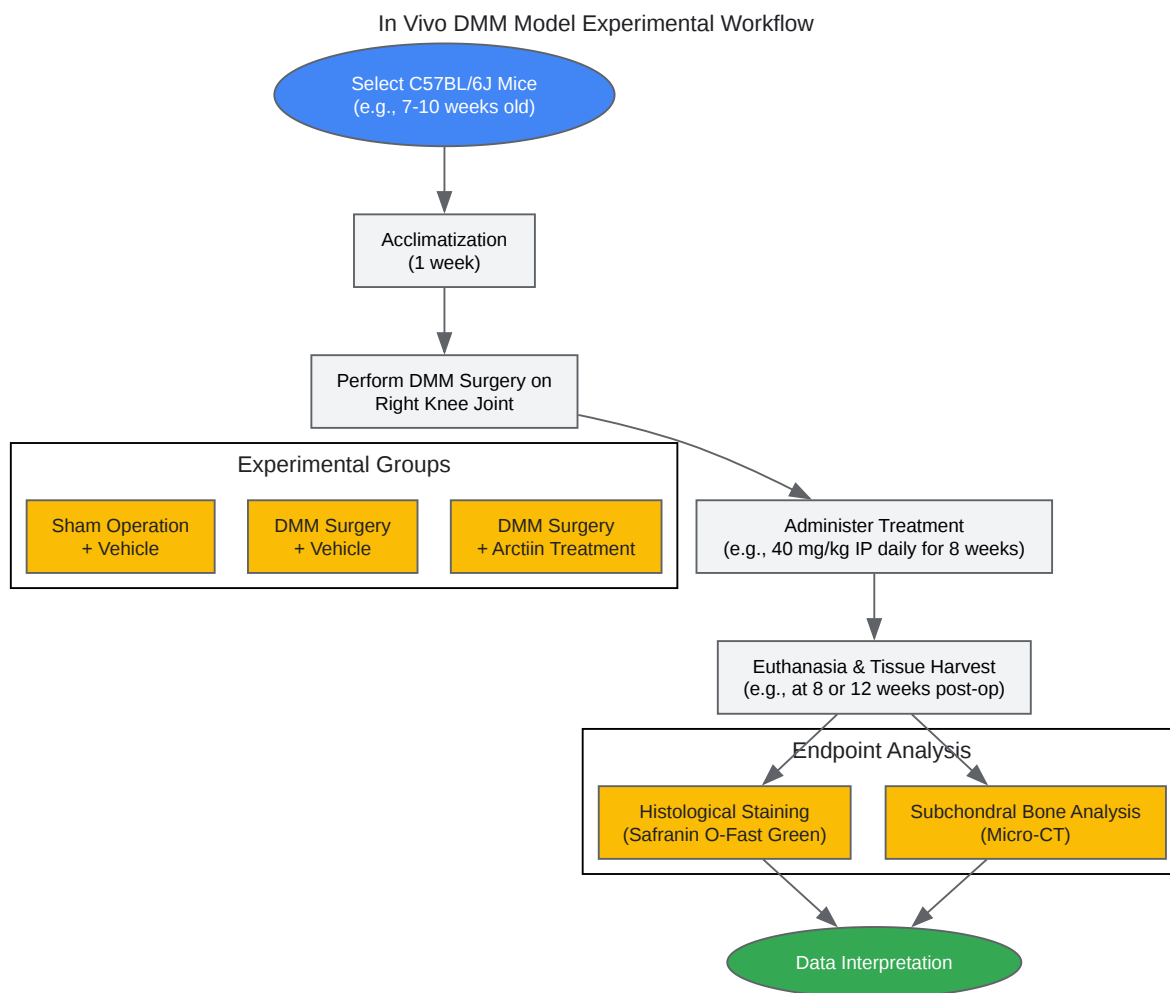 In Vivo DMM Model Experimental Workflow
Select C57BL/6J Mice
(e.g., 7-10 weeks old)
Acclimatization
(1 week)
Perform DMM Surgery on
Right Knee Joint
Experimental Groups
Sham Operation
+ Vehicle
DMM Surgery
+ Vehicle
DMM Surgery
+ Arctiin Treatment
Administer Treatment
(e.g., 40 mg/kg IP daily for 8 weeks)
Euthanasia & Tissue Harvest
(e.g., at 8 or 12 weeks post-op)
Endpoint Analysis
Histological Staining
(Safranin O-Fast Green)
Subchondral Bone Analysis
(Micro-CT)
Data Interpretation